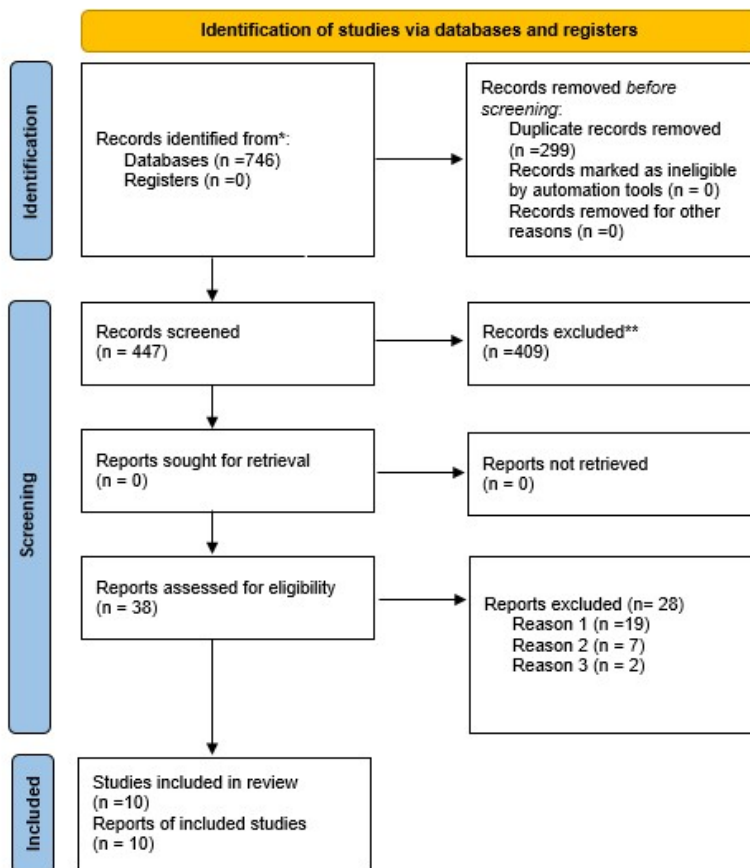 Identification of studies via databases and registers
Identification
Records identified from*:
Databases (n =746)
Registers (n =0)
Records removed before
screening:
Duplicate records removed
(n =299)
Records marked as ineligible
by automation tools (n = 0)
Records removed for other
reasons (n =0)
Screening
Records screened
(n = 447)
Records excluded**
(n =409)
Reports sought for retrieval
(n = 0)
Reports not retrieved
(n = 0)
Reports assessed for eligibility
(n = 38)
Reports excluded (n= 28)
Reason 1 (n =19)
Reason 2 (n = 7)
Reason 3 (n = 2)
Included
Studies included in review
(n =10)
Reports of included studies
(n = 10)